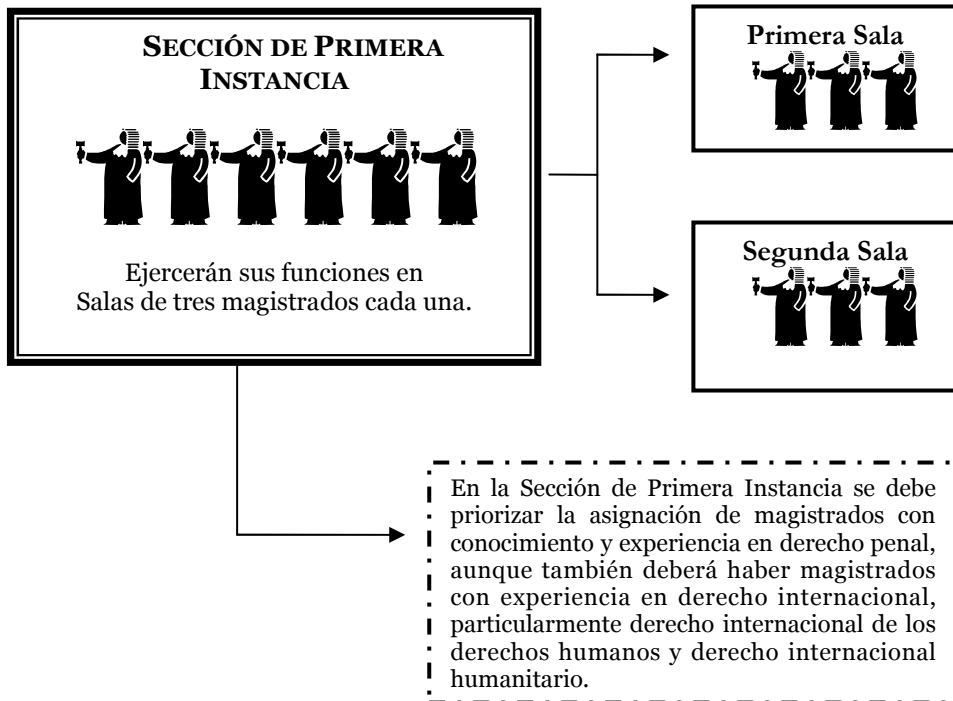 SECCIÓN DE PRIMERA
INSTANCIA
Ejercerán sus funciones en
Salas de tres magistrados cada una.
Primera Sala
Segunda Sala
En la Sección de Primera Instancia se debe
priorizar la asignación de magistrados con
conocimiento y experiencia en derecho penal,
aunque también deberá haber magistrados
con experiencia en derecho internacional,
particularmente derecho internacional de los
derechos humanos y derecho internacional
humanitario.